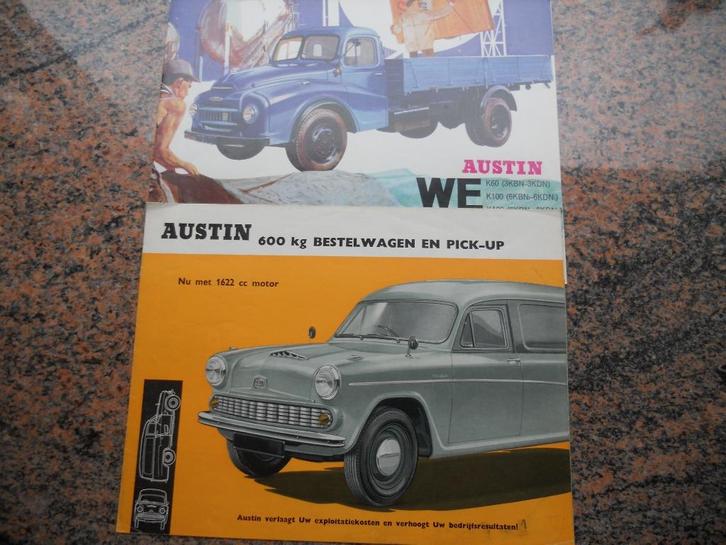 AUSTIN
WE
K60 (3KBN-3KDN)
K100 (6KBN-6KDN)
AUSTIN 600 kg BESTELWAGEN EN PICK-UP
Nu met 1622 cc motor
Austin verlaagt Uw exploitatiekosten en verhoogt Uw bedrijfsresultaten!